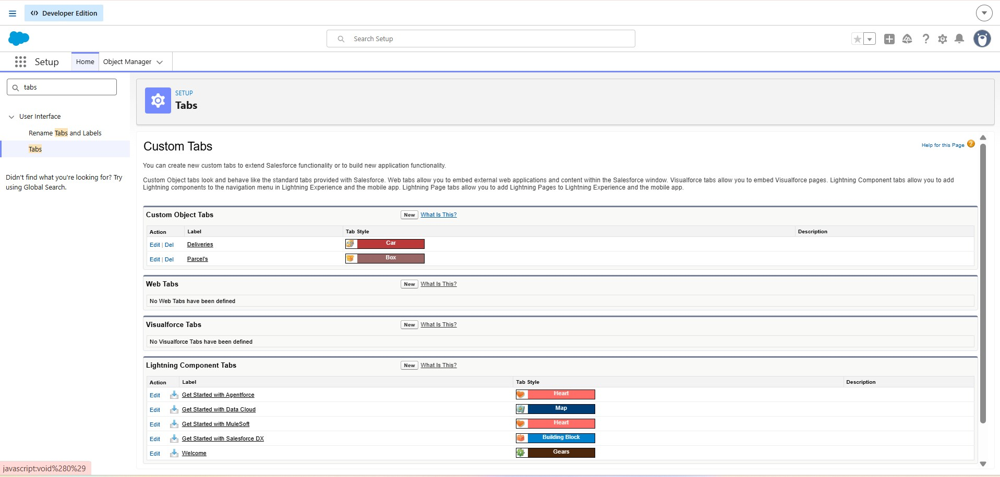 Developer Edition
Search Setup
Setup
Home
Object Manager
tabs
User Interface
Rename Tabs and Labels
Tabs
Didn't find what you're looking for? Try
using Global Search.
SETUP
Tabs
Custom Tabs
Help for this Page
You can create new custom tabs to extend Salesforce functionality or to build new application functionality.
Custom Object tabs look and behave like the standard tabs provided with Salesforce. Web tabs allow you to embed external web applications and content within the Salesforce window. Visualforce tabs allow you to embed Visualforce pages. Lightning Component tabs allow you to add
Lightning components to the navigation menu in Lightning Experience and the mobile app. Lightning Page tabs allow you to add Lightning Pages to Lightning Experience and the mobile app.
Custom Object Tabs New What Is This?
Action Label Tab Style Description
Edit | Del Deliveries Car
Edit | Del Parcel's Box
Web Tabs New What Is This?
No Web Tabs have been defined
Visualforce Tabs New What Is This?
No Visualforce Tabs have been defined
Lightning Component Tabs New What Is This?
Action Label Tab Style Description
Edit Get Started with Agentforce Heart
Edit Get Started with Data Cloud Map
Edit Get Started with MuleSoft Heart
Edit Get Started with Salesforce DX Building Block
Edit Welcome Gears
javascript:void%280%29